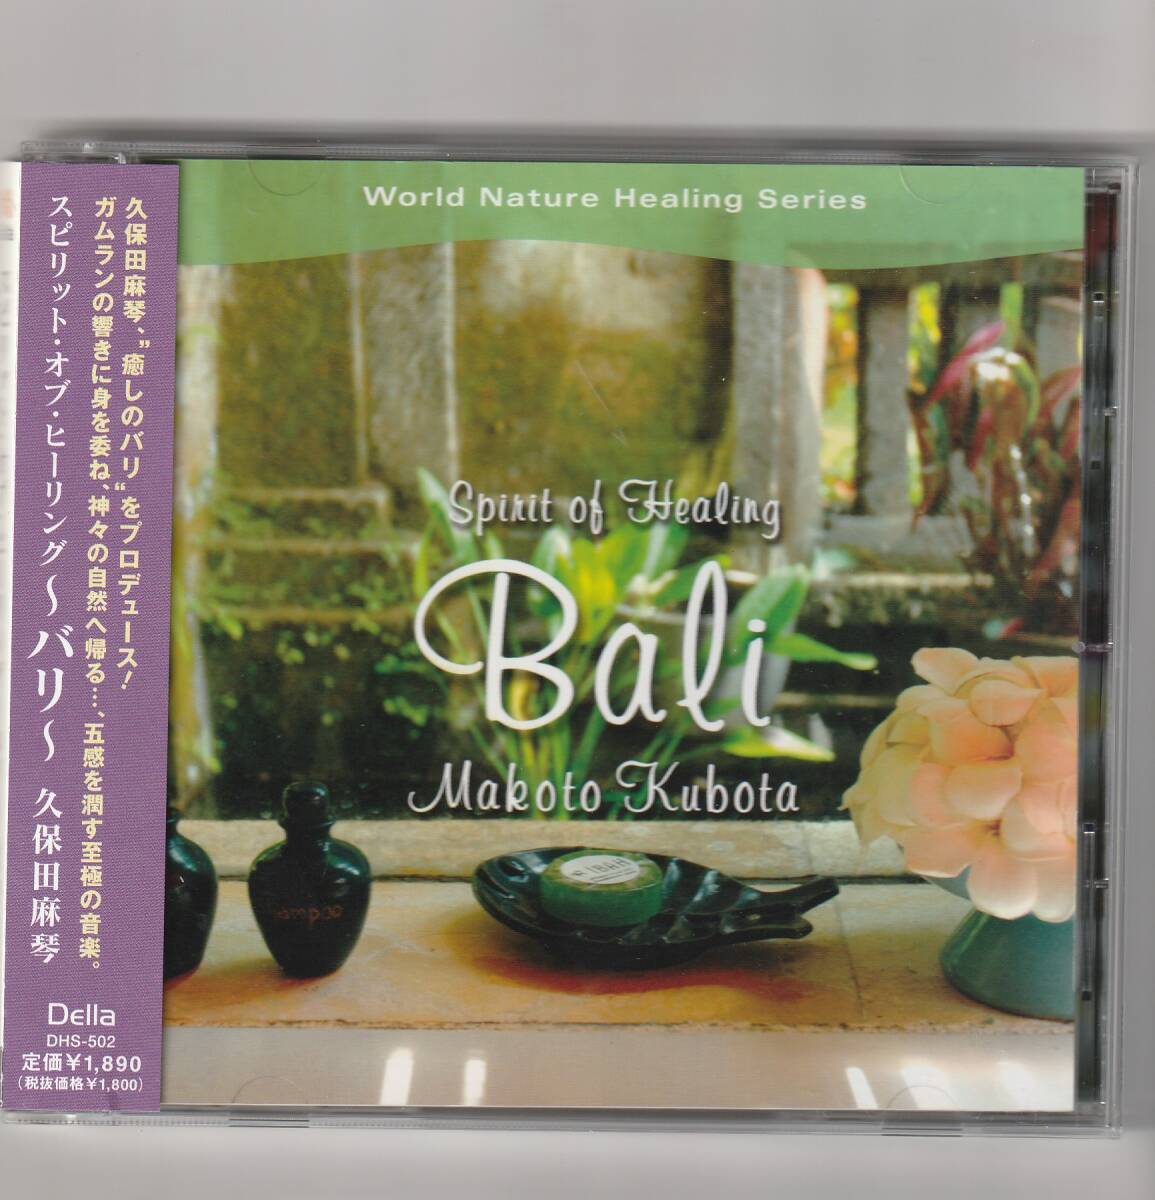 World Nature Healing Series
Spirit of Healing
Bali
Makoto Kubota
久保田麻琴、”癒しのバリ“をプロデュース！
ガムランの響きに身を委ね、神々の自然へ帰る…、五感を潤す至極の音楽。
スピリット・オブ・ヒーリング〜バリ〜 久保田麻琴
Della
DHS-502
定価¥1,890
(税抜価格¥1,800)